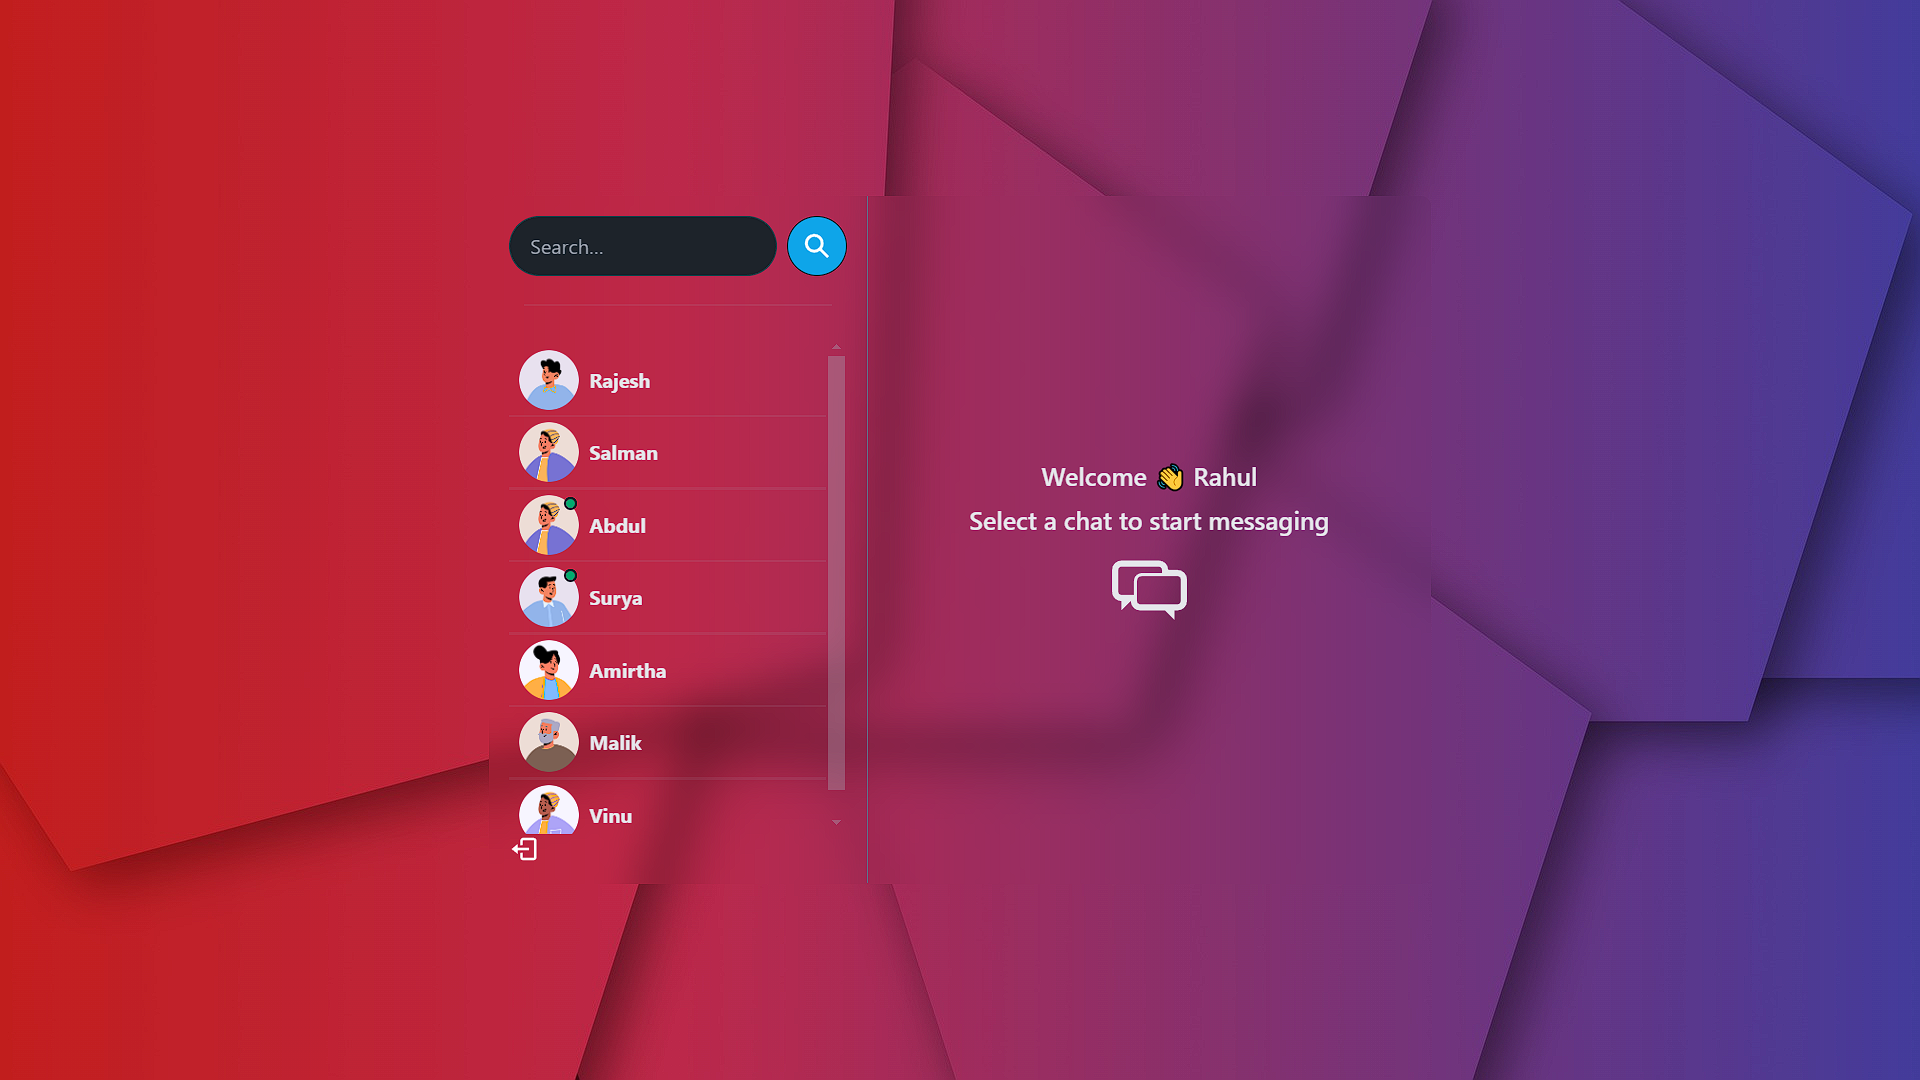 Search...
Rajesh
Salman
Abdul
Surya
Amirtha
Malik
Vinu
Welcome 👋 Rahul
Select a chat to start messaging